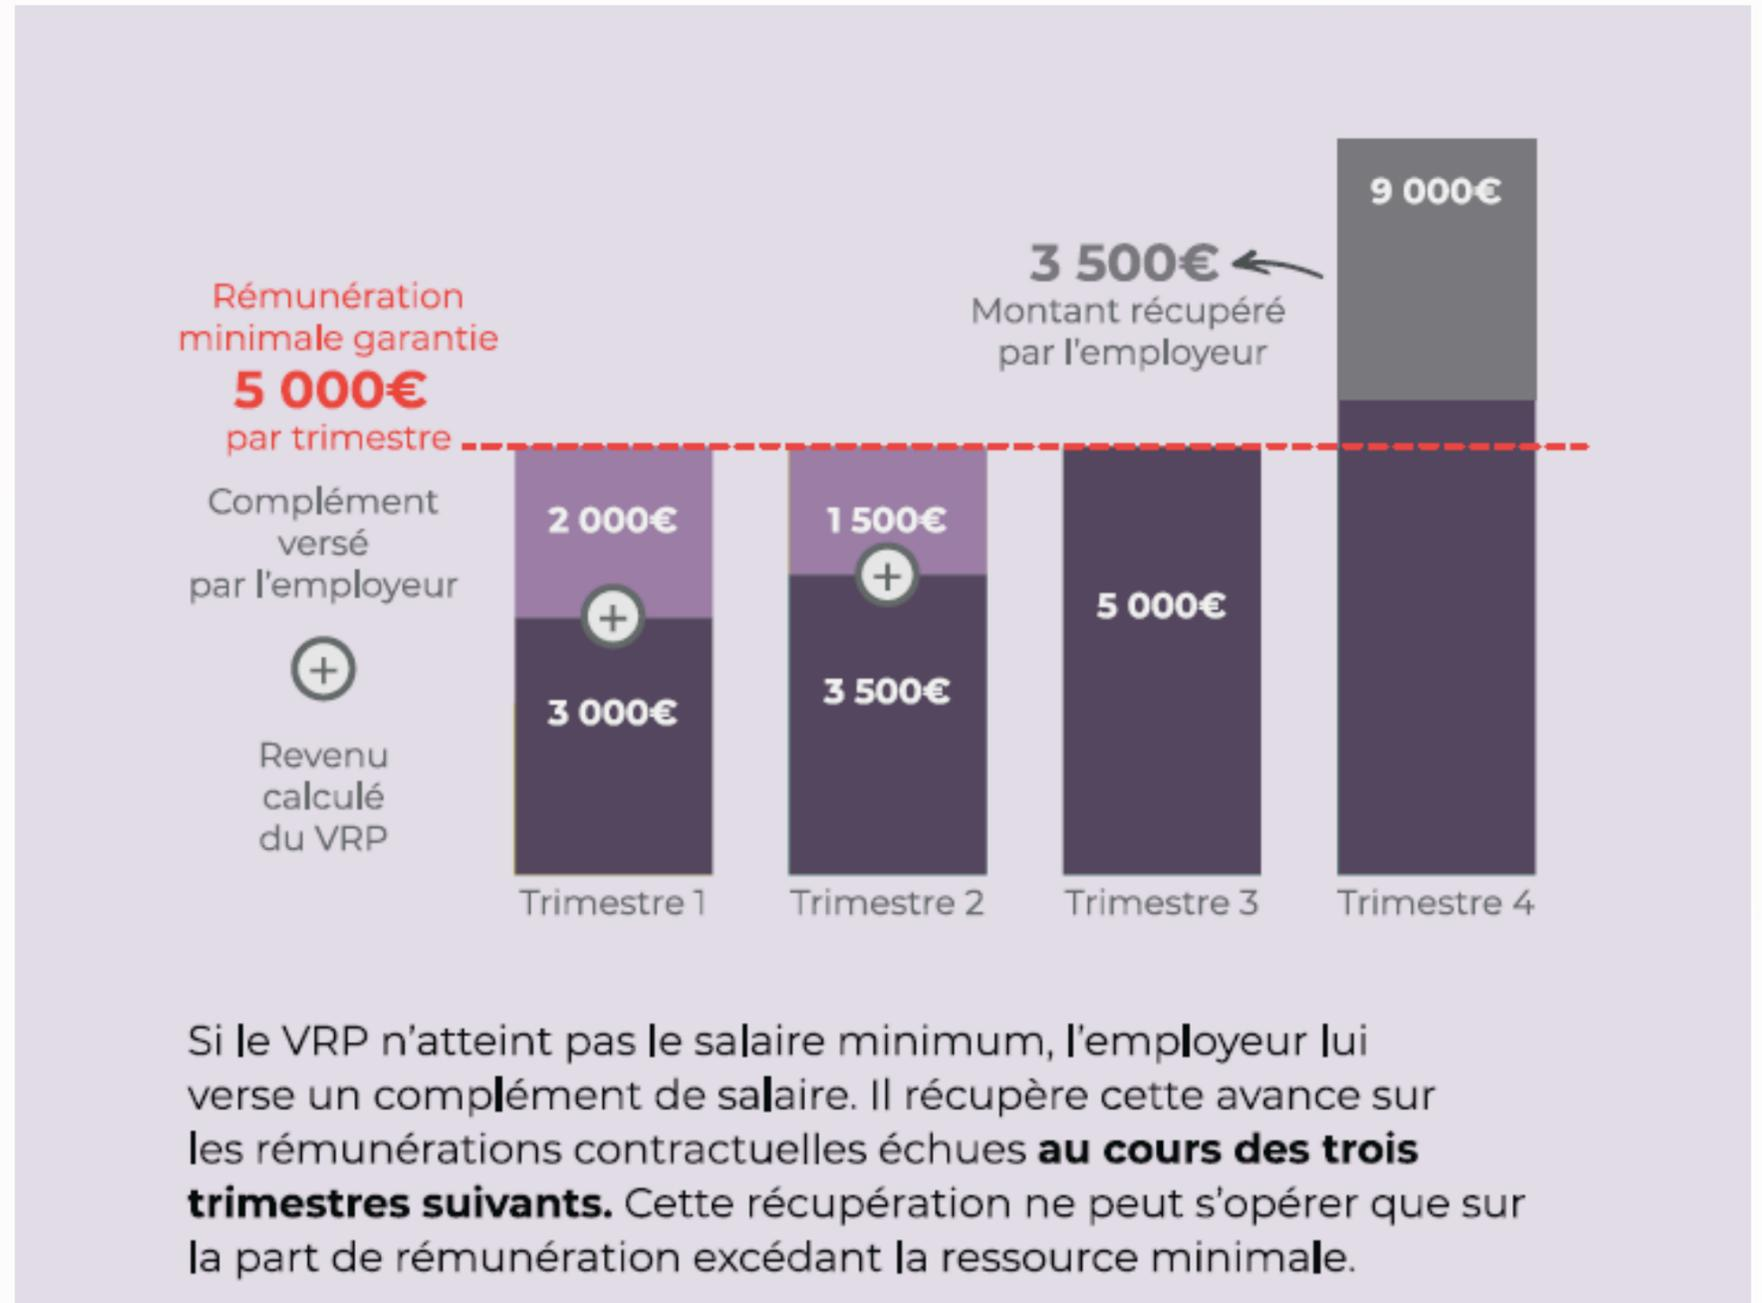 9 000€
3 500€
Montant récupéré
par l'employeur
Rémunération
minimale garantie
5 000€
par trimestre
Complément
versé
par l'employeur
+
Revenu
calculé
du VRP
2 000€
+
3 000€
1 500€
+
3 500€
5 000€
Trimestre 1
Trimestre 2
Trimestre 3
Trimestre 4
Si le VRP n'atteint pas le salaire minimum, l'employeur lui
verse un complément de salaire. Il récupère cette avance sur
les rémunérations contractuelles échues au cours des trois
trimestres suivants. Cette récupération ne peut s'opérer que sur
la part de rémunération excédant la ressource minimale.